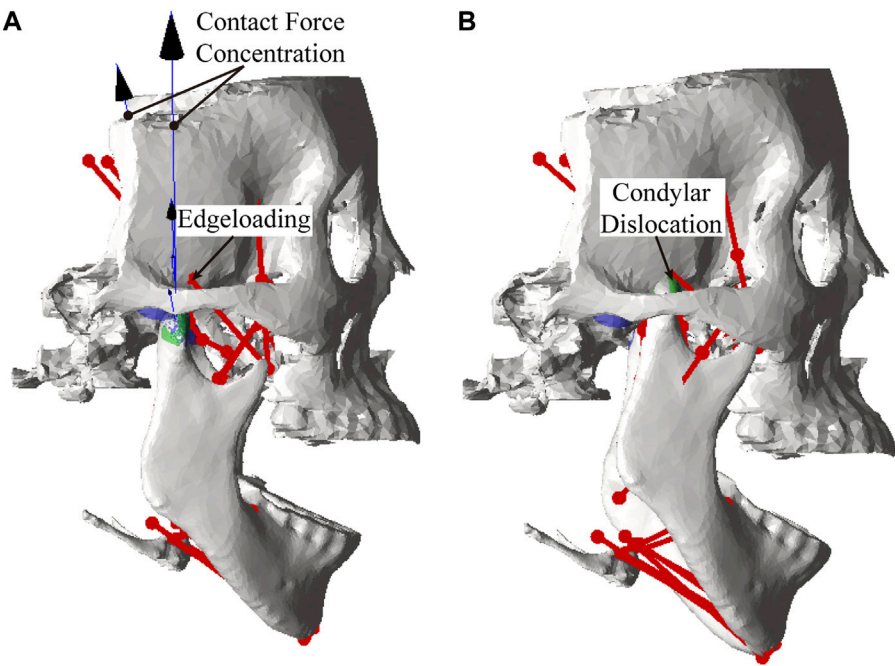 A
Contact Force
Concentration
Edgeloading
B
Condylar
Dislocation